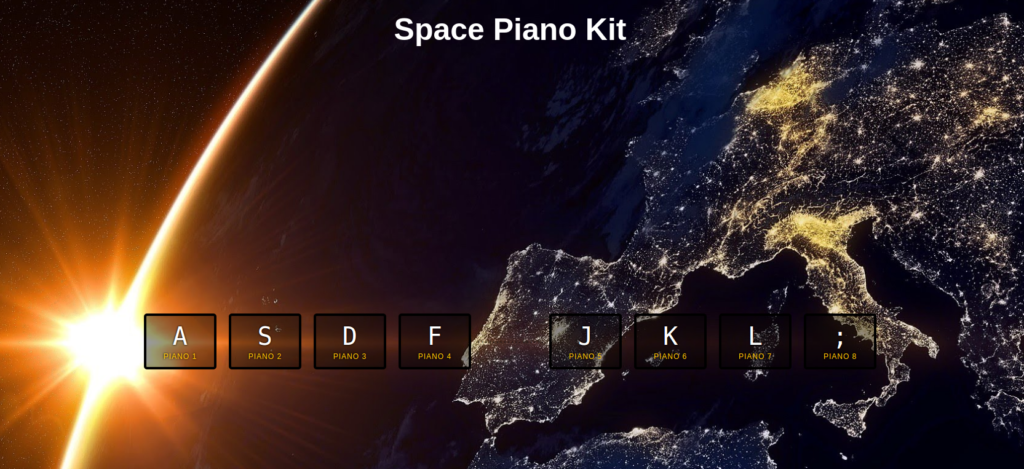 Space Piano Kit
A S D F J K L ;
PIANO 1 PIANO 2 PIANO 3 PIANO 4 PIANO 5 PIANO 6 PIANO 7 PIANO 8